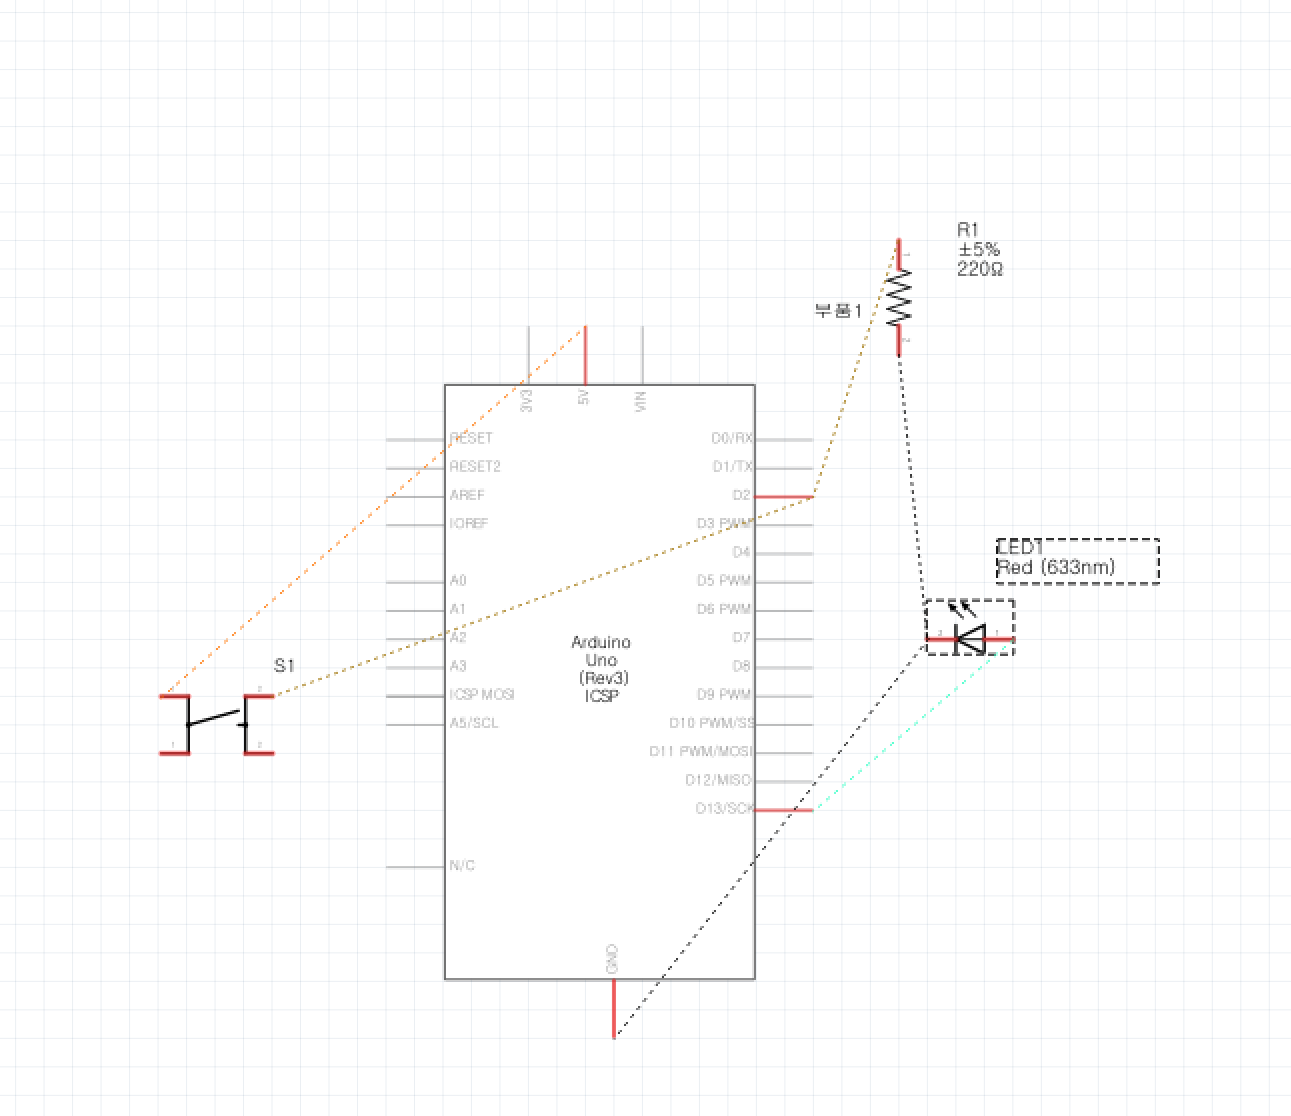 R1
±5%
220Ω
부품1
3V3
5V
VIN
RESET
RESET2
AREF
IOREF
A0
A1
A2
A3
ICSP MOSI
A5/SCL
N/C
D0/RX
D1/TX
D2
D3 PWM
D4
D5 PWM
D6 PWM
D7
D8
D9 PWM
D10 PWM/SS
D11 PWM/MOSI
D12/MISO
D13/SCK
Arduino
Uno
(Rev3)
ICSP
GND
S1
LED1
Red (633nm)